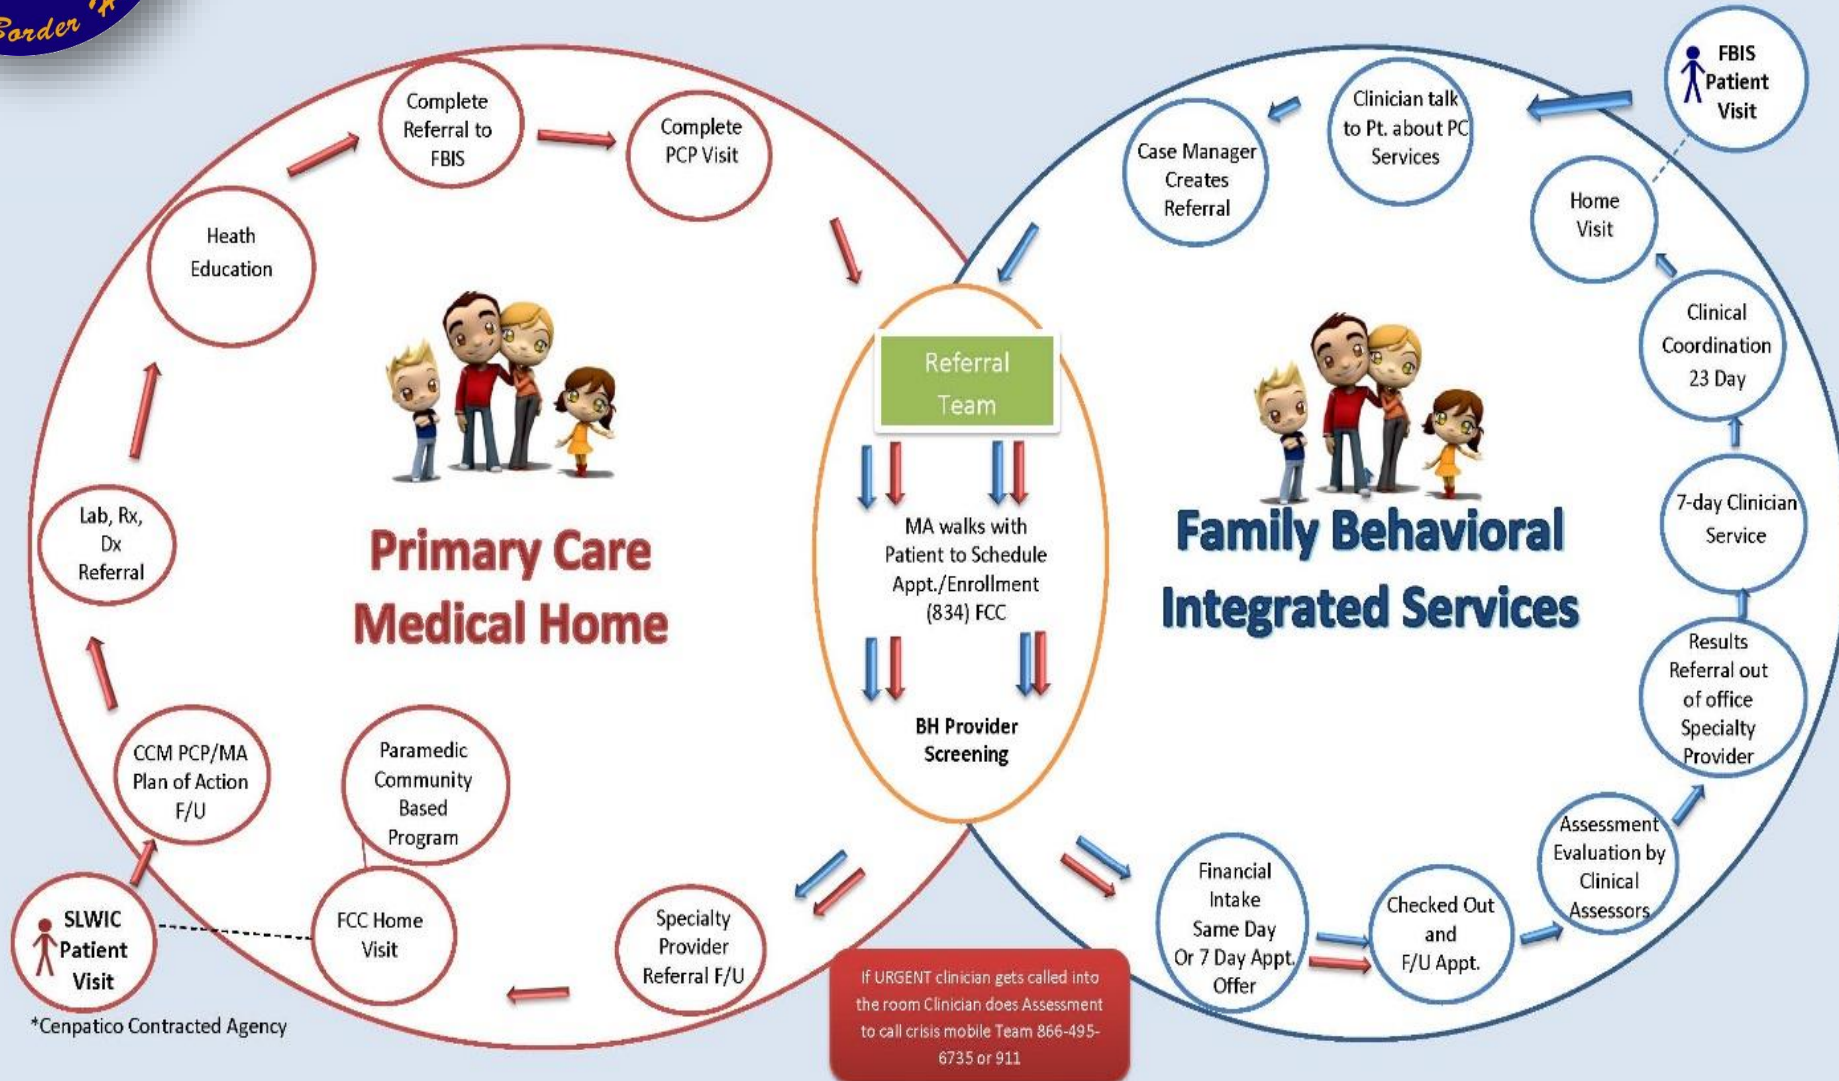 Border
Complete
Referral to
FBIS
Complete
PCP Visit
Heath
Education
Lab, Rx,
Dx
Referral
CCM PCP/MA
Plan of Action
F/U
Paramedic
Community
Based
Program
SLWIC
Patient
Visit
FCC Home
Visit
Specialty
Provider
Referral F/U
*Cenpatico Contracted Agency
Primary Care
Medical Home
Referral
Team
MA walks with
Patient to Schedule
Appt./Enrollment
(834) FCC
BH Provider
Screening
If URGENT clinician gets called into
the room Clinician does Assessment
to call crisis mobile Team 866-495-
6735 or 911
Family Behavioral
Integrated Services
FBIS
Patient
Visit
Clinician talk
to Pt. about PC
Services
Case Manager
Creates
Referral
Home
Visit
Clinical
Coordination
23 Day
7-day Clinician
Service
Results
Referral out
of office
Specialty
Provider
Assessment
Evaluation by
Clinical
Assessors
Checked Out
and
F/U Appt.
Financial
Intake
Same Day
Or 7 Day Appt.
Offer